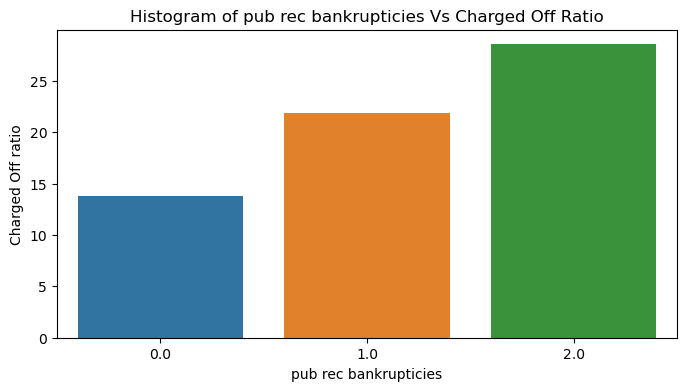 Histogram of pub rec bankrupticies Vs Charged Off Ratio
Charged Off ratio
25
20
15
10
5
0
0.0 1.0 2.0
pub rec bankrupticies